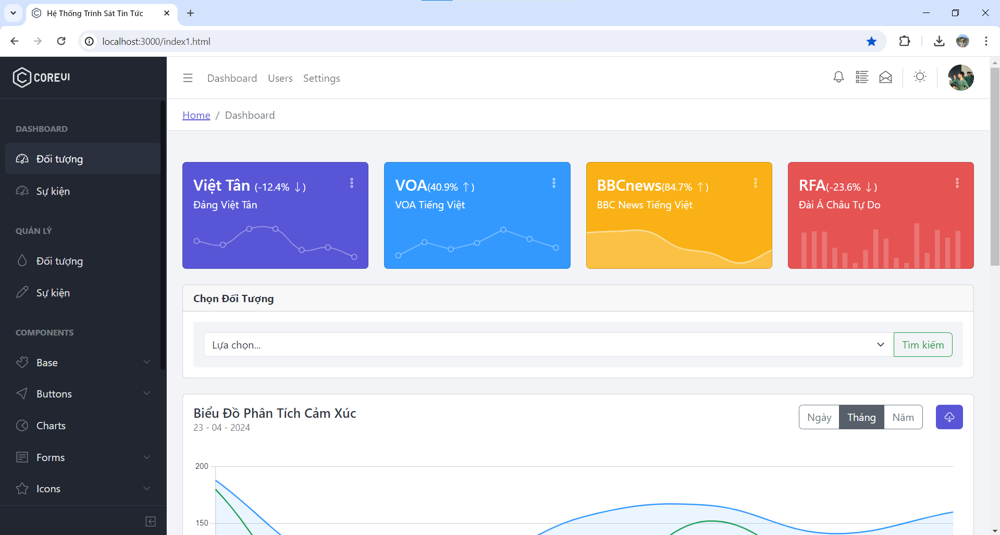 Hệ Thống Trinh Sát Tin Tức
localhost:3000/index1.html
COREUI
Dashboard Users Settings
Home / Dashboard
DASHBOARD
Đối tượng
Sự kiện
QUẢN LÝ
Đối tượng
Sự kiện
COMPONENTS
Base
Buttons
Charts
Forms
Icons
Việt Tân (-12.4% ↓)
Đảng Việt Tân
VOA(40.9% ↑)
VOA Tiếng Việt
BBCnews(84.7% ↑)
BBC News Tiếng Việt
RFA(-23.6% ↓)
Đài Á Châu Tự Do
Chọn Đối Tượng
Lựa chọn...
Tìm kiếm
Biểu Đồ Phân Tích Cảm Xúc
23 - 04 - 2024
Ngày Tháng Năm
200
150